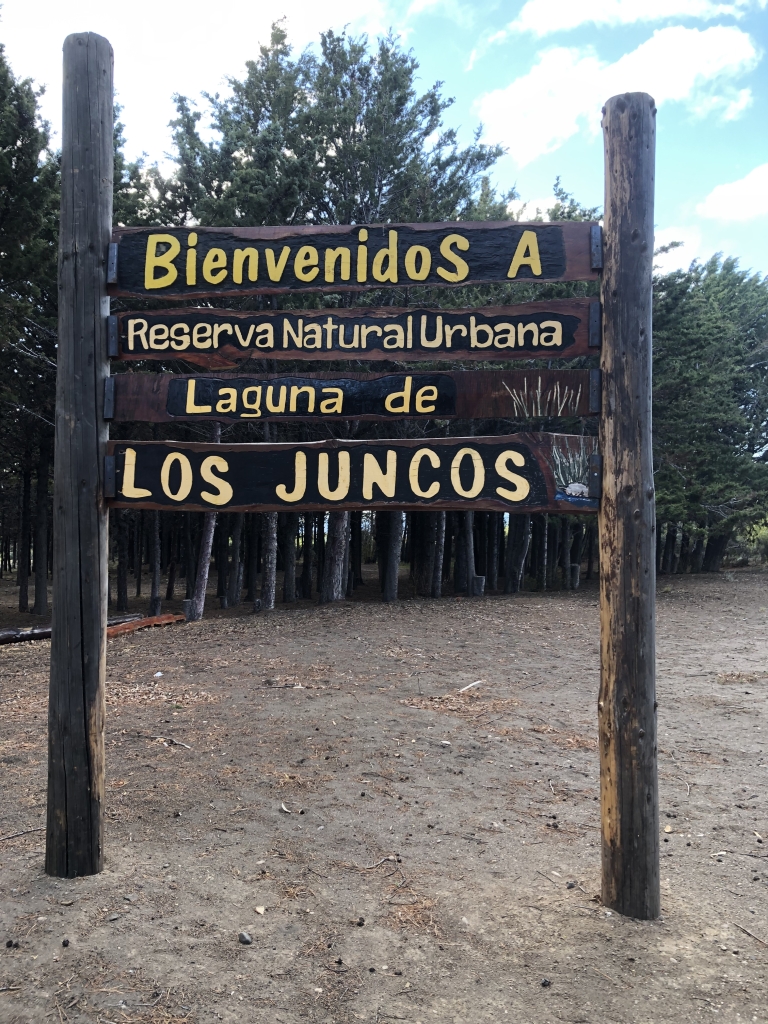 BienvenidoS A
Reserva Natural Urbana
Laguna de
LOS JUNCOS